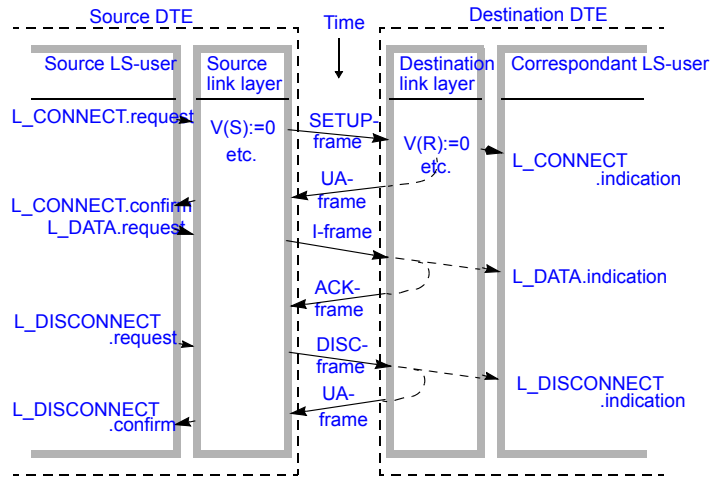 Source DTE
Time
Destination DTE
Source LS-user
Source
link layer
Destination
link layer
Correspondant LS-user
L_CONNECT.request
V(S):=0
etc.
SETUP-
frame
V(R):=0
etc.
L_CONNECT
.indication
UA-
frame
L_CONNECT.confirm
L_DATA.request
I-frame
L_DATA.indication
ACK-
frame
L_DISCONNECT
.request
DISC-
frame
L_DISCONNECT
.indication
UA-
frame
L_DISCONNECT
.confirm